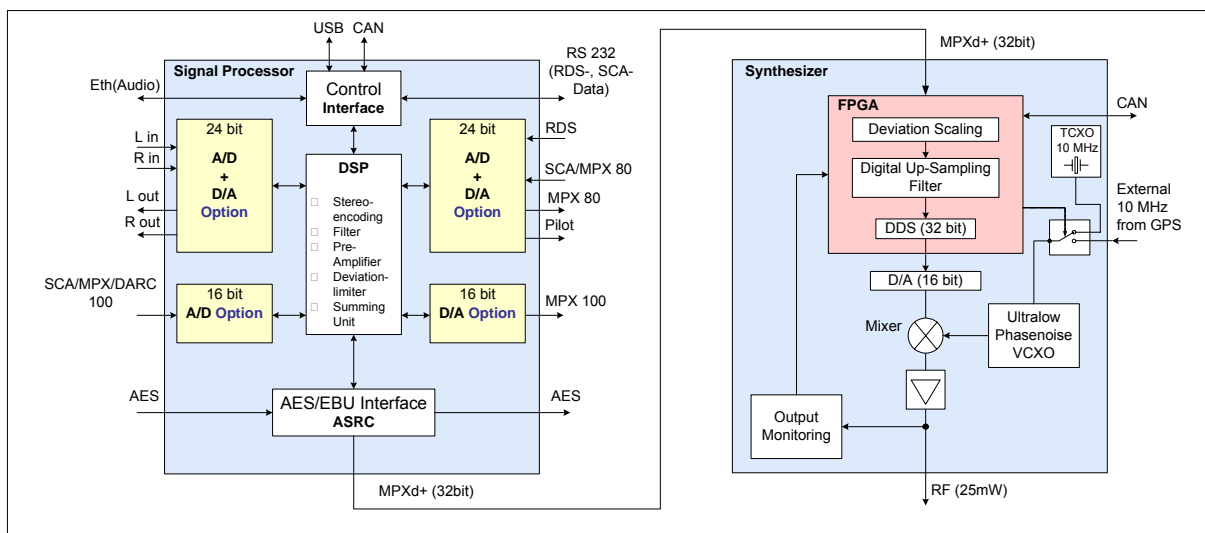 USB CAN
Signal Processor
RS 232
(RDS-, SCA-
Data)
Eth(Audio)
Control
Interface
24 bit
A/D
+
D/A
Option
L in
R in
L out
R out
DSP
Stereo-
encoding
Filter
Pre-
Amplifier
Deviation-
limiter
Summing
Unit
24 bit
A/D
+
D/A
Option
RDS
SCA/MPX 80
MPX 80
Pilot
SCA/MPX/DARC
100
16 bit
A/D Option
16 bit
D/A Option
MPX 100
AES
AES/EBU Interface
ASRC
AES
MPXd+ (32bit)
MPXd+ (32bit)
Synthesizer
FPGA
Deviation Scaling
Digital Up-Sampling
Filter
DDS (32 bit)
CAN
TCXO
10 MHz
External
10 MHz
from GPS
D/A (16 bit)
Mixer
Ultralow
Phasenoise
VCXO
Output
Monitoring
RF (25mW)